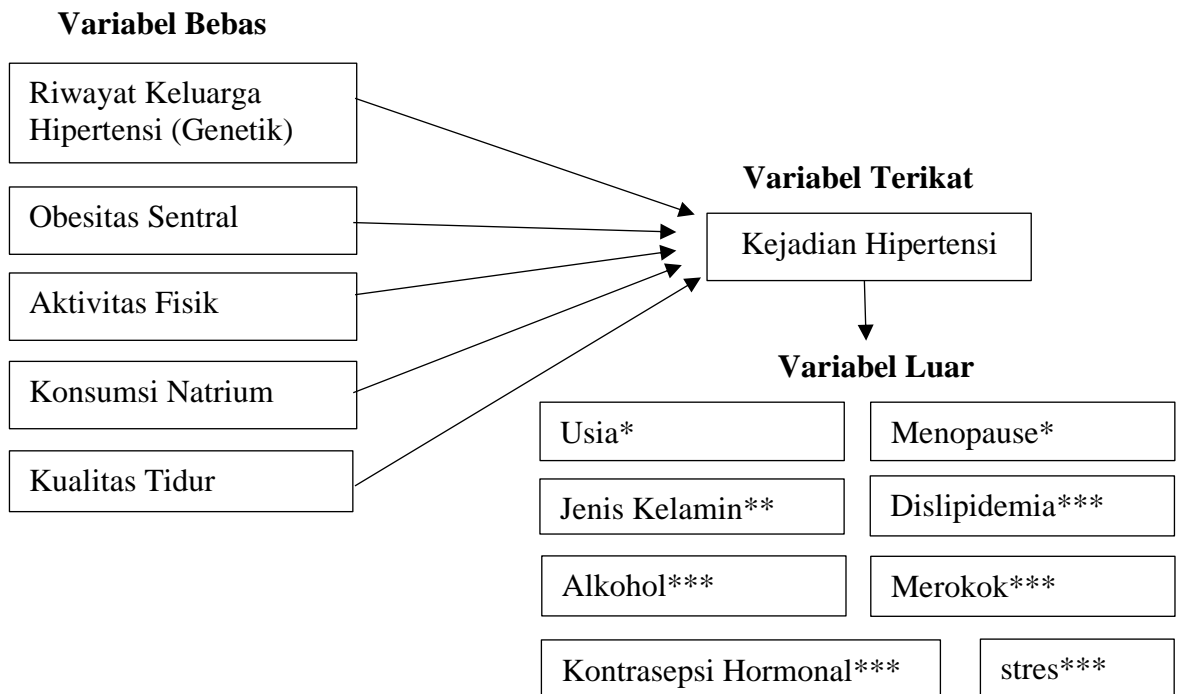 Variabel Bebas
Riwayat Keluarga
Hipertensi (Genetik)
Obesitas Sentral
Aktivitas Fisik
Konsumsi Natrium
Kualitas Tidur
Variabel Terikat
Kejadian Hipertensi
Variabel Luar
Usia*
Menopause*
Jenis Kelamin**
Dislipidemia***
Alkohol***
Merokok***
Kontrasepsi Hormonal***
stres***